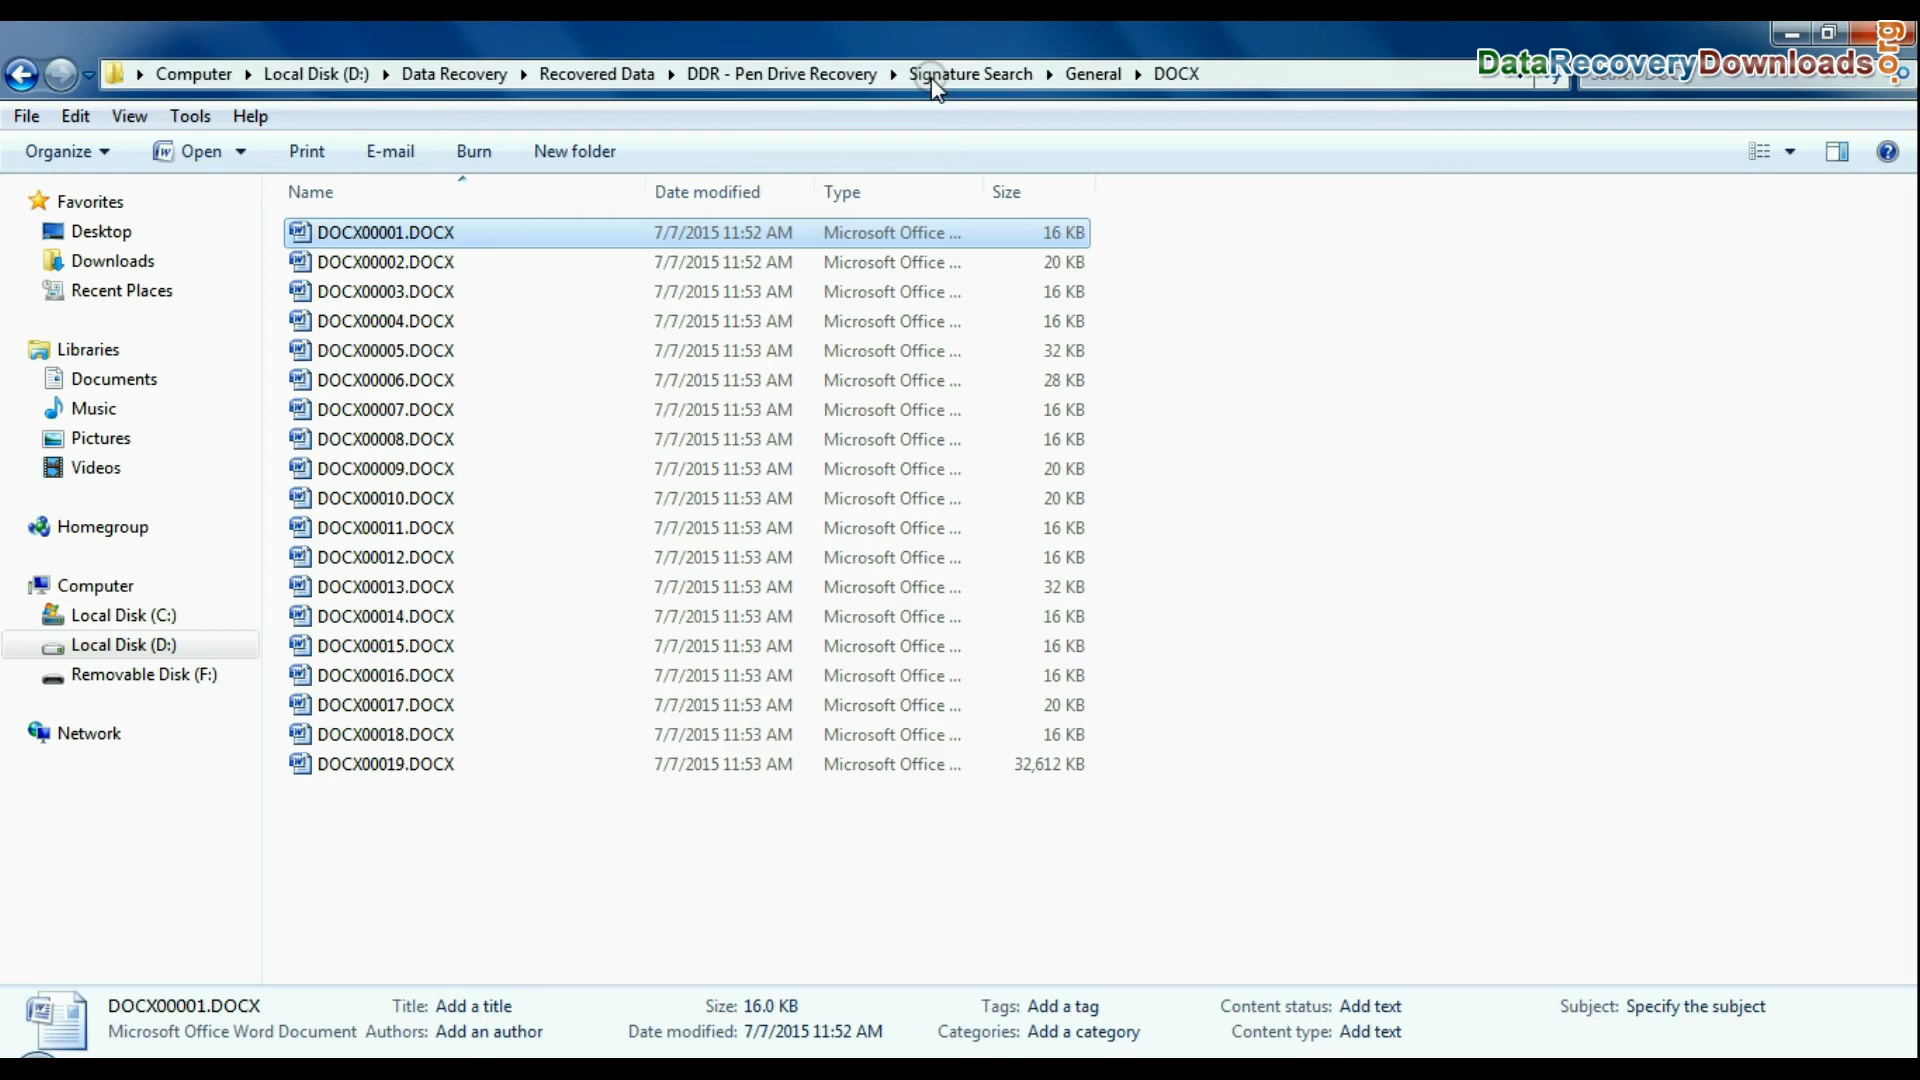 DataRecoveryDownloads.org
Computer Local Disk (D:) Data Recovery Recovered Data DDR - Pen Drive Recovery Signature Search General DOCX
File Edit View Tools Help
Organize Open Print E-mail Burn New folder
Name Date modified Type Size
Favorites
Desktop
Downloads
Recent Places
Libraries
Documents
Music
Pictures
Videos
Homegroup
Computer
Local Disk (C:)
Local Disk (D:)
Removable Disk (F:)
Network
DOCX00001.DOCX 7/7/2015 11:52 AM Microsoft Office ... 16 KB
DOCX00002.DOCX 7/7/2015 11:52 AM Microsoft Office ... 20 KB
DOCX00003.DOCX 7/7/2015 11:53 AM Microsoft Office ... 16 KB
DOCX00004.DOCX 7/7/2015 11:53 AM Microsoft Office ... 16 KB
DOCX00005.DOCX 7/7/2015 11:53 AM Microsoft Office ... 32 KB
DOCX00006.DOCX 7/7/2015 11:53 AM Microsoft Office ... 28 KB
DOCX00007.DOCX 7/7/2015 11:53 AM Microsoft Office ... 16 KB
DOCX00008.DOCX 7/7/2015 11:53 AM Microsoft Office ... 16 KB
DOCX00009.DOCX 7/7/2015 11:53 AM Microsoft Office ... 20 KB
DOCX00010.DOCX 7/7/2015 11:53 AM Microsoft Office ... 20 KB
DOCX00011.DOCX 7/7/2015 11:53 AM Microsoft Office ... 16 KB
DOCX00012.DOCX 7/7/2015 11:53 AM Microsoft Office ... 16 KB
DOCX00013.DOCX 7/7/2015 11:53 AM Microsoft Office ... 32 KB
DOCX00014.DOCX 7/7/2015 11:53 AM Microsoft Office ... 16 KB
DOCX00015.DOCX 7/7/2015 11:53 AM Microsoft Office ... 16 KB
DOCX00016.DOCX 7/7/2015 11:53 AM Microsoft Office ... 16 KB
DOCX00017.DOCX 7/7/2015 11:53 AM Microsoft Office ... 20 KB
DOCX00018.DOCX 7/7/2015 11:53 AM Microsoft Office ... 16 KB
DOCX00019.DOCX 7/7/2015 11:53 AM Microsoft Office ... 32,612 KB
DOCX00001.DOCX Title: Add a title Size: 16.0 KB Tags: Add a tag Content status: Add text Subject: Specify the subject
Microsoft Office Word Document Authors: Add an author Date modified: 7/7/2015 11:52 AM Categories: Add a category Content type: Add text